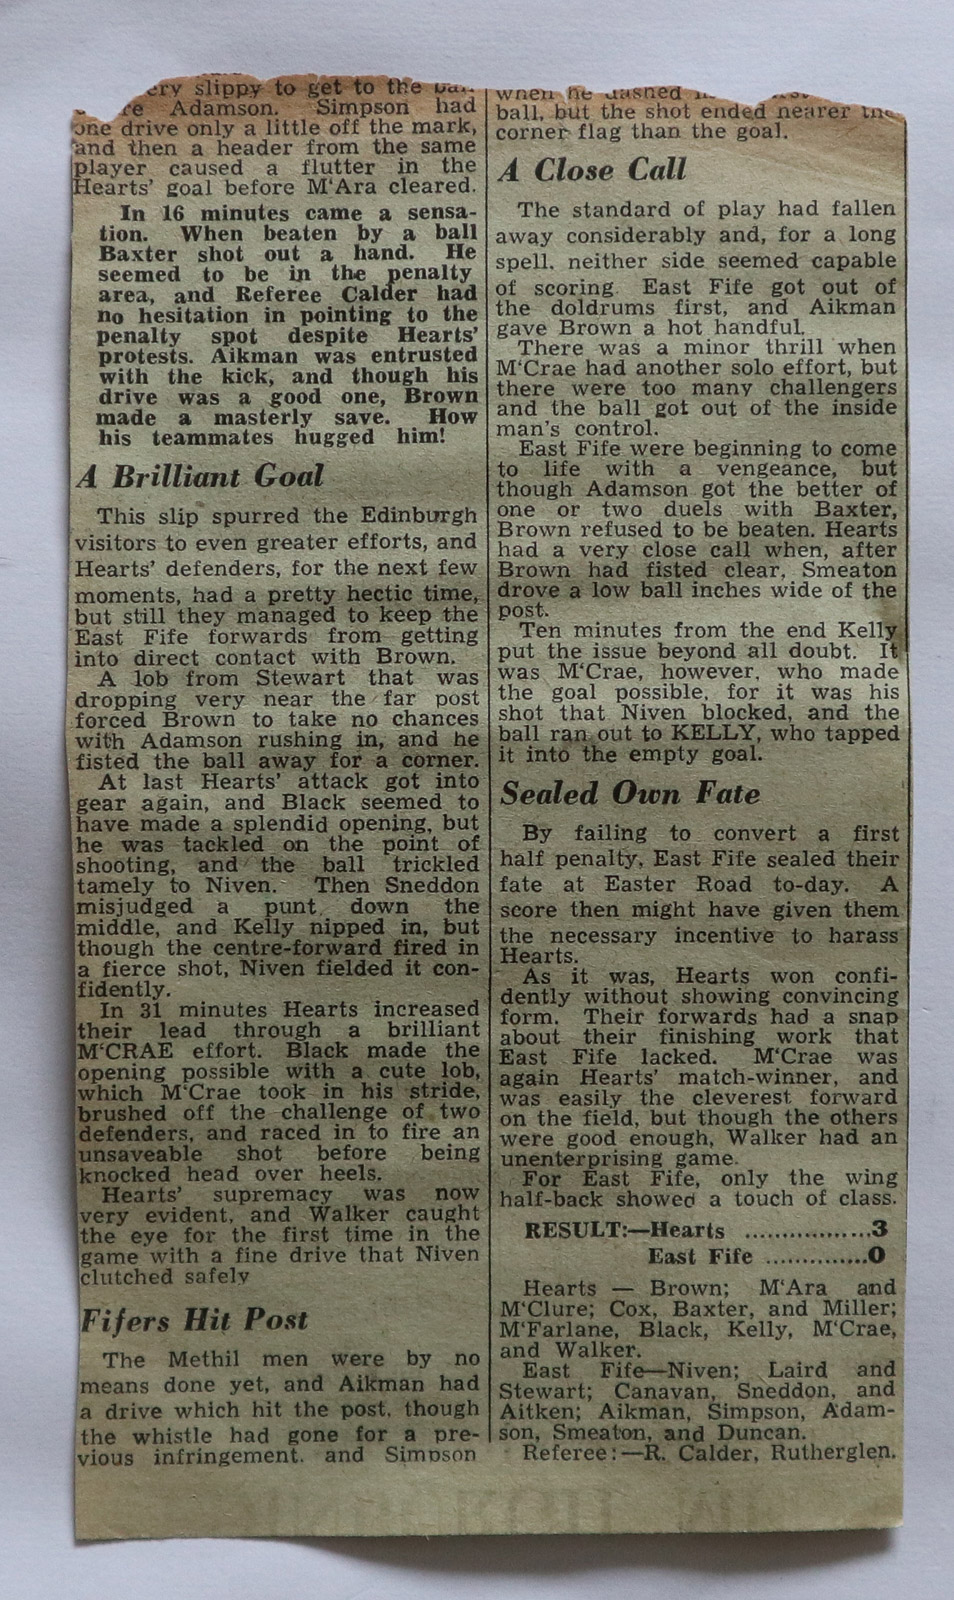 ery slippy to get to the
re Adamson. Simpson had
one drive only a little off the mark,
and then a header from the same
player caused a flutter in the
Hearts' goal before M'Ara cleared.
In 16 minutes came a sensa-
tion. When beaten by a ball
Baxter shot out a hand. He
seemed to be in the penalty
area, and Referee Calder had
no hesitation in pointing to the
penalty spot despite Hearts'
protests. Aikman was entrusted
with the kick, and though his
drive was a good one, Brown
made a masterly save. How
his teammates hugged him!
A Brilliant Goal
This slip spurred the Edinburgh
visitors to even greater efforts, and
Hearts' defenders, for the next few
moments, had a pretty hectic time,
but still they managed to keep the
East Fife forwards from getting
into direct contact with Brown.
A lob from Stewart that was
dropping very near the far post
forced Brown to take no chances
with Adamson rushing in, and he
fisted the ball away for a corner.
At last Hearts' attack got into
gear again, and Black seemed to
have made a splendid opening, but
he was tackled on the point of
shooting, and the ball trickled
tamely to Niven. Then Sneddon
misjudged a punt down the
middle, and Kelly nipped in, but
though the centre-forward fired in
a fierce shot, Niven fielded it con-
fidently.
In 31 minutes Hearts increased
their lead through a brilliant
M'CRAE effort. Black made the
opening possible with a cute lob,
which M'Crae took in his stride,
brushed off the challenge of two
defenders, and raced in to fire an
unsaveable shot before being
knocked head over heels.
Hearts' supremacy was now
very evident, and Walker caught
the eye for the first time in the
game with a fine drive that Niven
clutched safely
Fifers Hit Post
The Methil men were by no
means done yet, and Aikman had
a drive which hit the post, though
the whistle had gone for a pre-
vious infringement, and Simpson
when he dashed
ball, but the shot ended nearer the
corner flag than the goal.
A Close Call
The standard of play had fallen
away considerably and, for a long
spell, neither side seemed capable
of scoring. East Fife got out of
the doldrums first, and Aikman
gave Brown a hot handful.
There was a minor thrill when
M'Crae had another solo effort, but
there were too many challengers
and the ball got out of the inside
man's control.
East Fife were beginning to come
to life with a vengeance, but
though Adamson got the better of
one or two duels with Baxter,
Brown refused to be beaten. Hearts
had a very close call when, after
Brown had fisted clear, Smeaton
drove a low ball inches wide of the
post.
Ten minutes from the end Kelly
put the issue beyond all doubt. It
was M'Crae, however, who made
the goal possible, for it was his
shot that Niven blocked, and the
ball ran out to KELLY, who tapped
it into the empty goal.
Sealed Own Fate
By failing to convert a first
half penalty, East Fife sealed their
fate at Easter Road to-day. A
score then might have given them
the necessary incentive to harass
Hearts.
As it was, Hearts won confi-
dently without showing convincing
form. Their forwards had a snap
about their finishing work that
East Fife lacked. M'Crae was
again Hearts' match-winner, and
was easily the cleverest forward
on the field, but though the others
were good enough, Walker had an
unenterprising game.
For East Fife, only the wing
half-back showed a touch of class.
RESULT:—Hearts ................3
East Fife .............0
Hearts — Brown; M'Ara and
M'Clure; Cox, Baxter, and Miller;
M'Farlane, Black, Kelly, M'Crae,
and Walker.
East Fife—Niven; Laird and
Stewart; Canavan, Sneddon, and
Aitken; Aikman, Simpson, Adam-
son, Smeaton, and Duncan.
Referee:—R. Calder, Rutherglen.